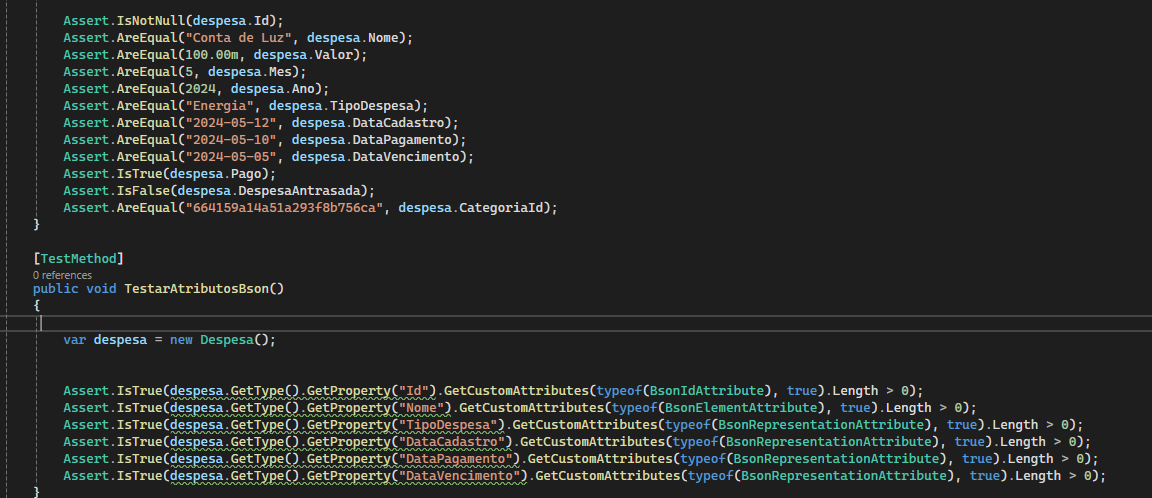 Assert.IsNotNull(despesa.Id);
Assert.AreEqual("Conta de Luz", despesa.Nome);
Assert.AreEqual(100.00m, despesa.Valor);
Assert.AreEqual(5, despesa.Mes);
Assert.AreEqual(2024, despesa.Ano);
Assert.AreEqual("Energia", despesa.TipoDespesa);
Assert.AreEqual("2024-05-12", despesa.DataCadastro);
Assert.AreEqual("2024-05-10", despesa.DataPagamento);
Assert.AreEqual("2024-05-05", despesa.DataVencimento);
Assert.IsTrue(despesa.Pago);
Assert.IsFalse(despesa.DespesaAntrasada);
Assert.AreEqual("664159a14a51a293f8b756ca", despesa.CategoriaId);
}
[TestMethod]
0 references
public void TestarAtributosBson()
{
var despesa = new Despesa();
Assert.IsTrue(despesa.GetType().GetProperty("Id").GetCustomAttributes(typeof(BsonIdAttribute), true).Length > 0);
Assert.IsTrue(despesa.GetType().GetProperty("Nome").GetCustomAttributes(typeof(BsonElementAttribute), true).Length > 0);
Assert.IsTrue(despesa.GetType().GetProperty("TipoDespesa").GetCustomAttributes(typeof(BsonRepresentationAttribute), true).Length > 0);
Assert.IsTrue(despesa.GetType().GetProperty("DataCadastro").GetCustomAttributes(typeof(BsonRepresentationAttribute), true).Length > 0);
Assert.IsTrue(despesa.GetType().GetProperty("DataPagamento").GetCustomAttributes(typeof(BsonRepresentationAttribute), true).Length > 0);
Assert.IsTrue(despesa.GetType().GetProperty("DataVencimento").GetCustomAttributes(typeof(BsonRepresentationAttribute), true).Length > 0);
}